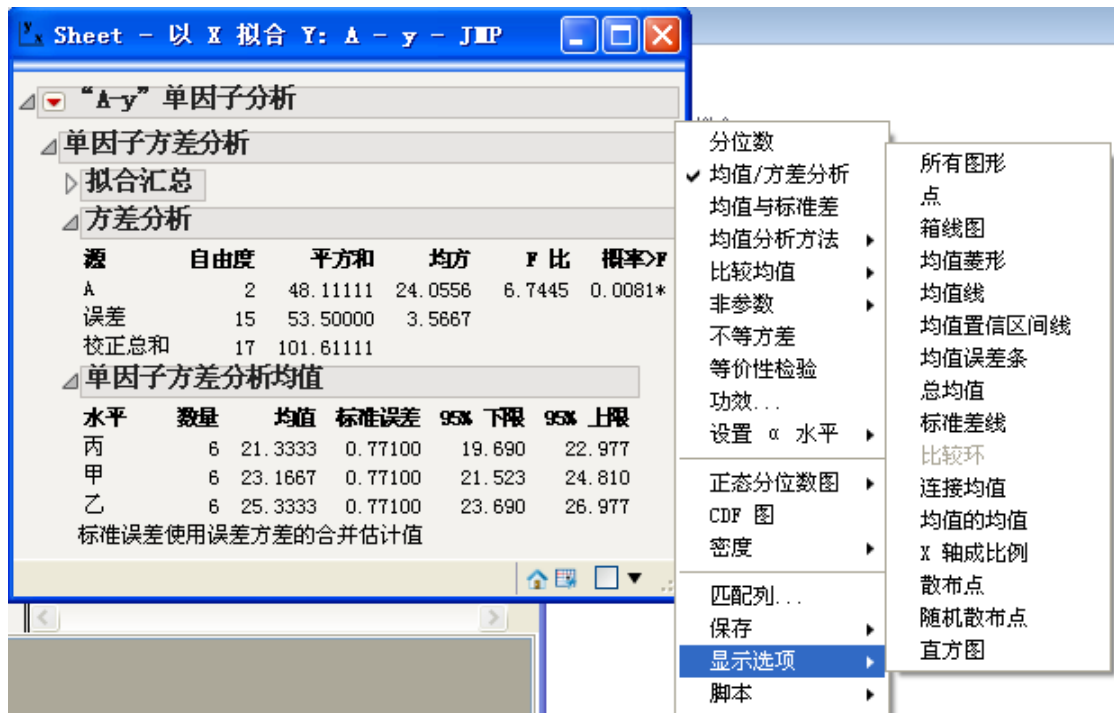 Sheet - 以 X 拟合 Y: A - y - JMP
“A-y” 单因子分析
单因子方差分析
拟合汇总
方差分析
源 自由度 平方和 均方 F 比 概率>F
A 2 48.11111 24.0556 6.7445 0.0081*
误差 15 53.50000 3.5667
校正总和 17 101.61111
单因子方差分析均值
水平 数量 均值 标准误差 95% 下限 95% 上限
丙 6 21.3333 0.77100 19.690 22.977
甲 6 23.1667 0.77100 21.523 24.810
乙 6 25.3333 0.77100 23.690 26.977
标准误差使用误差方差的合并估计值
分位数
均值/方差分析
均值与标准差
均值分析方法
比较均值
非参数
不等方差
等价性检验
功效...
设置 α 水平
正态分位数图
CDF 图
密度
匹配列...
保存
显示选项
脚本
所有图形
点
箱线图
均值菱形
均值线
均值置信区间线
均值误差条
总均值
标准差线
比较环
连接均值
均值的均值
X 轴成比例
散布点
随机散布点
直方图